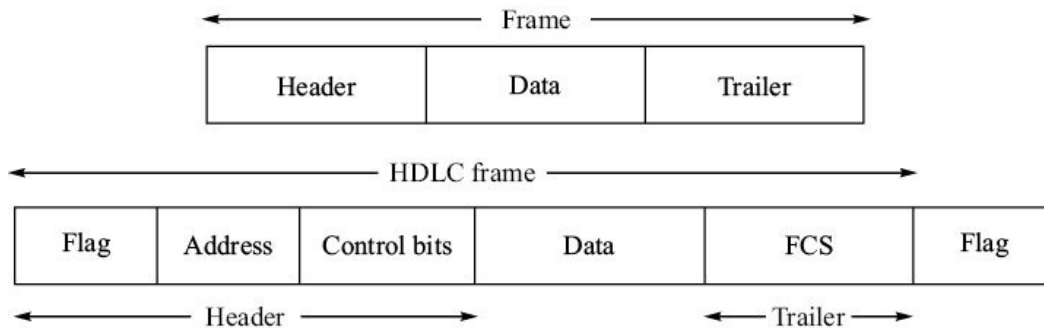 Frame
Header Data Trailer
HDLC frame
Flag Address Control bits Data FCS Flag
Header Trailer